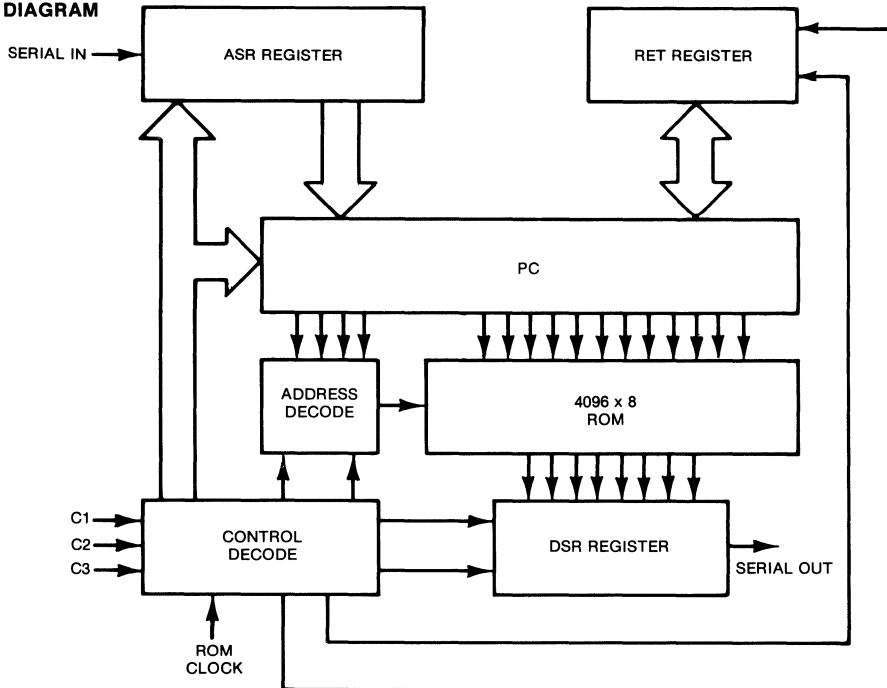 DIAGRAM
SERIAL IN
ASR REGISTER
RET REGISTER
PC
ADDRESS
DECODE
4096 x 8
ROM
C1
C2
C3
CONTROL
DECODE
DSR REGISTER
SERIAL OUT
ROM
CLOCK